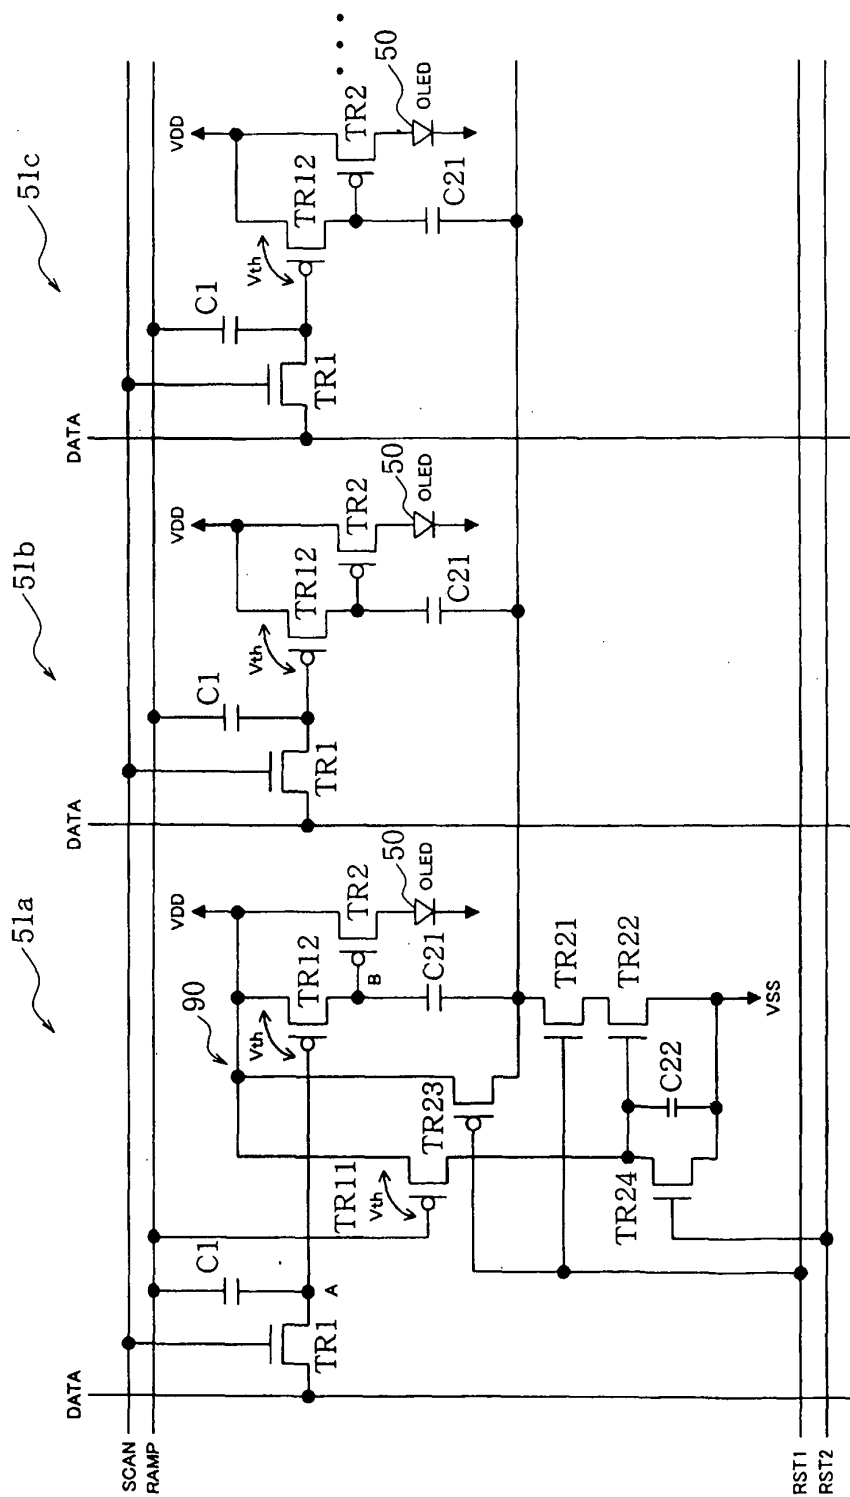 51a
51b
51c
SCAN
RAMP
DATA
DATA
DATA
C1
A
TR1
Vth
TR11
90
Vth
TR12
VDD
TR2
B
50
OLED
C21
TR23
TR21
TR22
TR24
C22
VSS
C1
TR1
Vth
TR12
VDD
TR2
50
OLED
C21
C1
TR1
Vth
TR12
VDD
TR2
50
OLED
C21
RST1
RST2